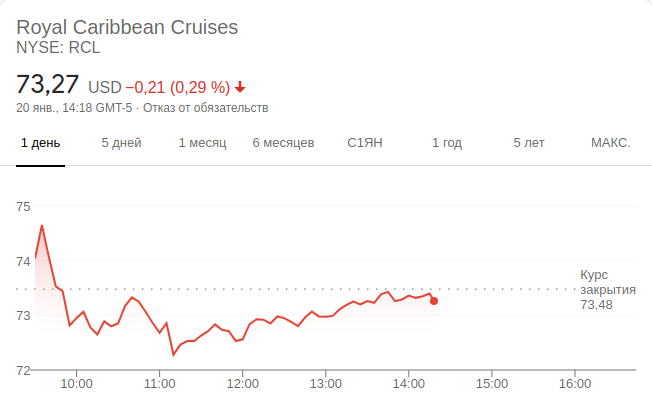 Royal Caribbean Cruises
NYSE: RCL
73,27 USD −0,21 (0,29 %)
20 янв., 14:18 GMT-5 · Отказ от обязательств
1 день 5 дней 1 месяц 6 месяцев С1ЯН 1 год 5 лет МАКС.
75
74
Курс
закрытия
73,48
73
72
10:00 11:00 12:00 13:00 14:00 15:00 16:00